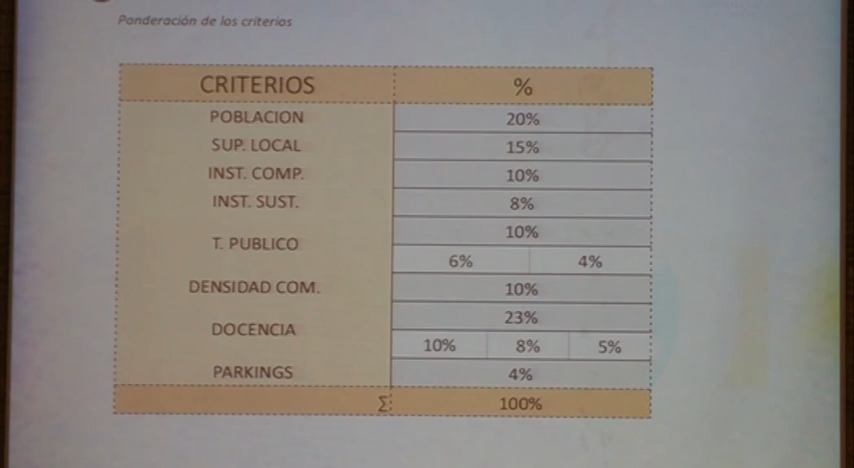 Ponderación de los criterios
CRITERIOS %
POBLACION 20%
SUP. LOCAL 15%
INST. COMP. 10%
INST. SUST. 8%
T. PUBLICO 10%
6% 4%
DENSIDAD COM. 10%
DOCENCIA 23%
10% 8% 5%
PARKINGS 4%
Σ 100%